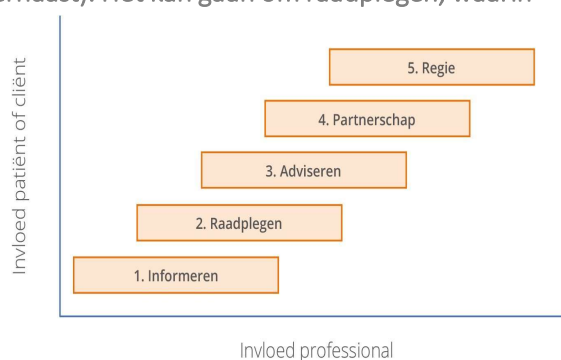 Het kan gaan om raadplegen, waarin
5. Regie
4. Partnerschap
3. Adviseren
2. Raadplegen
1. Informeren
Invloed patiënt of cliënt
Invloed professional